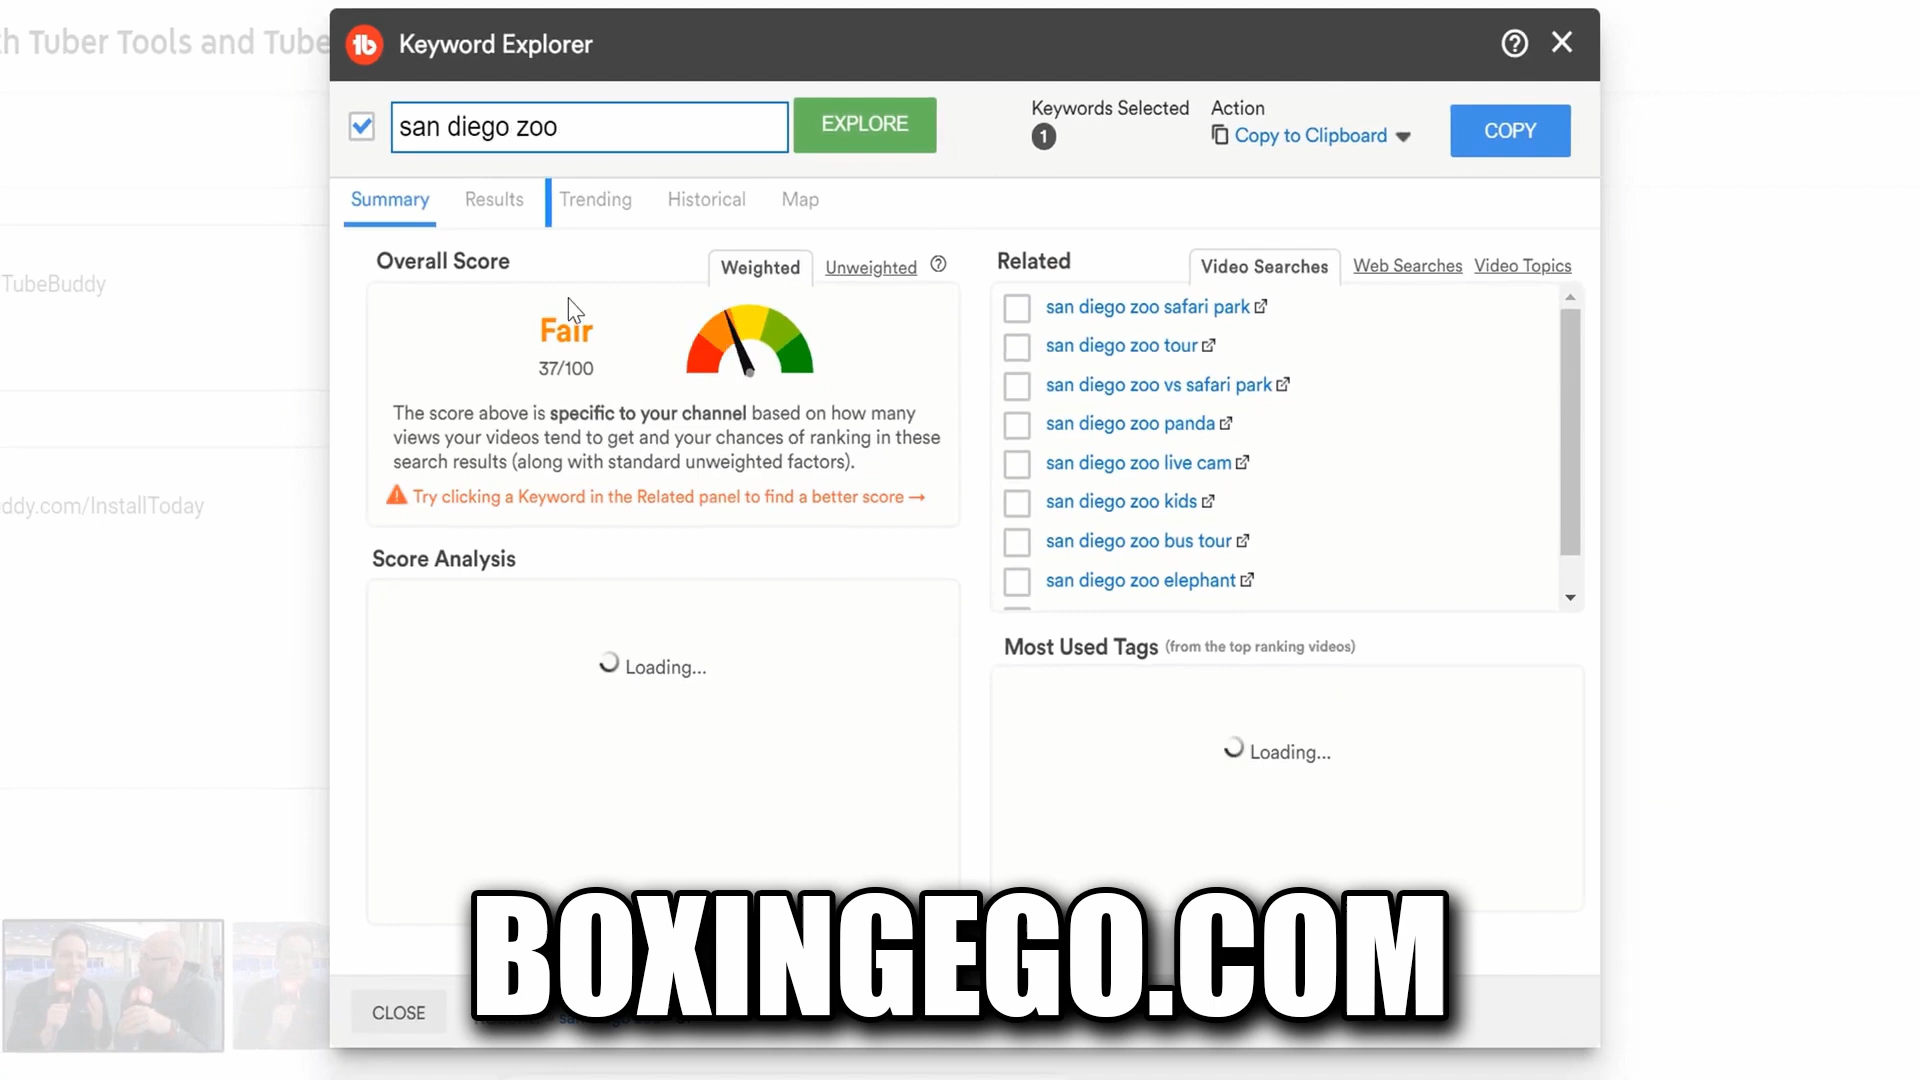 th Tuber Tools and Tube
Keyword Explorer
san diego zoo
EXPLORE
Keywords Selected
1
Action
Copy to Clipboard
COPY
Summary
Results
Trending
Historical
Map
Overall Score
Weighted
Unweighted
Fair
37/100
The score above is specific to your channel based on how many
views your videos tend to get and your chances of ranking in these
search results (along with standard unweighted factors).
Try clicking a Keyword in the Related panel to find a better score →
Related
Video Searches
Web Searches
Video Topics
san diego zoo safari park
san diego zoo tour
san diego zoo vs safari park
san diego zoo panda
san diego zoo live cam
san diego zoo kids
san diego zoo bus tour
san diego zoo elephant
Score Analysis
Loading...
Most Used Tags (from the top ranking videos)
Loading...
TubeBuddy
ddy.com/InstallToday
CLOSE
BOXINGEGO.COM